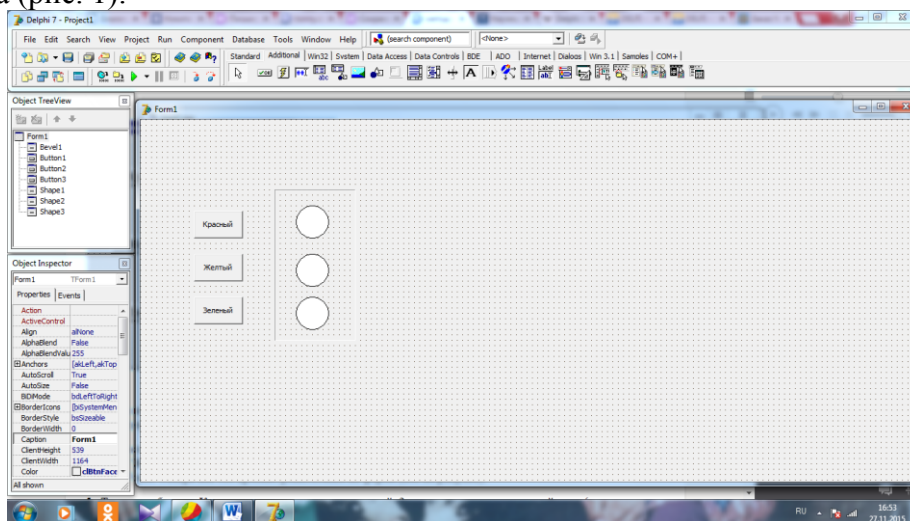 а (рис. 1).
Delphi 7 - Project1
File Edit Search View Project Run Component Database Tools Window Help (search component) <None>
Standard Additional Win32 System Data Access Data Controls BDE ADO Internet Dialogs Win 3.1 Samples COM+
Object TreeView
Form1
Bevel1
Button1
Button2
Button3
Shape1
Shape2
Shape3
Form1
Красный
Желтый
Зеленый
Object Inspector
Form1 TForm1
Properties Events
Action
ActiveControl
Align alNone
AlphaBlend False
AlphaBlendValu 255
Anchors [akLeft,akTop
AutoScroll True
AutoSize False
BiDiMode bdLeftToRight
BorderIcons [biSystemMen
BorderStyle bsSizeable
BorderWidth 0
Caption Form1
ClientHeight 539
ClientWidth 1164
Color clBtnFace
All shown
RU 16:53
27.11.2015